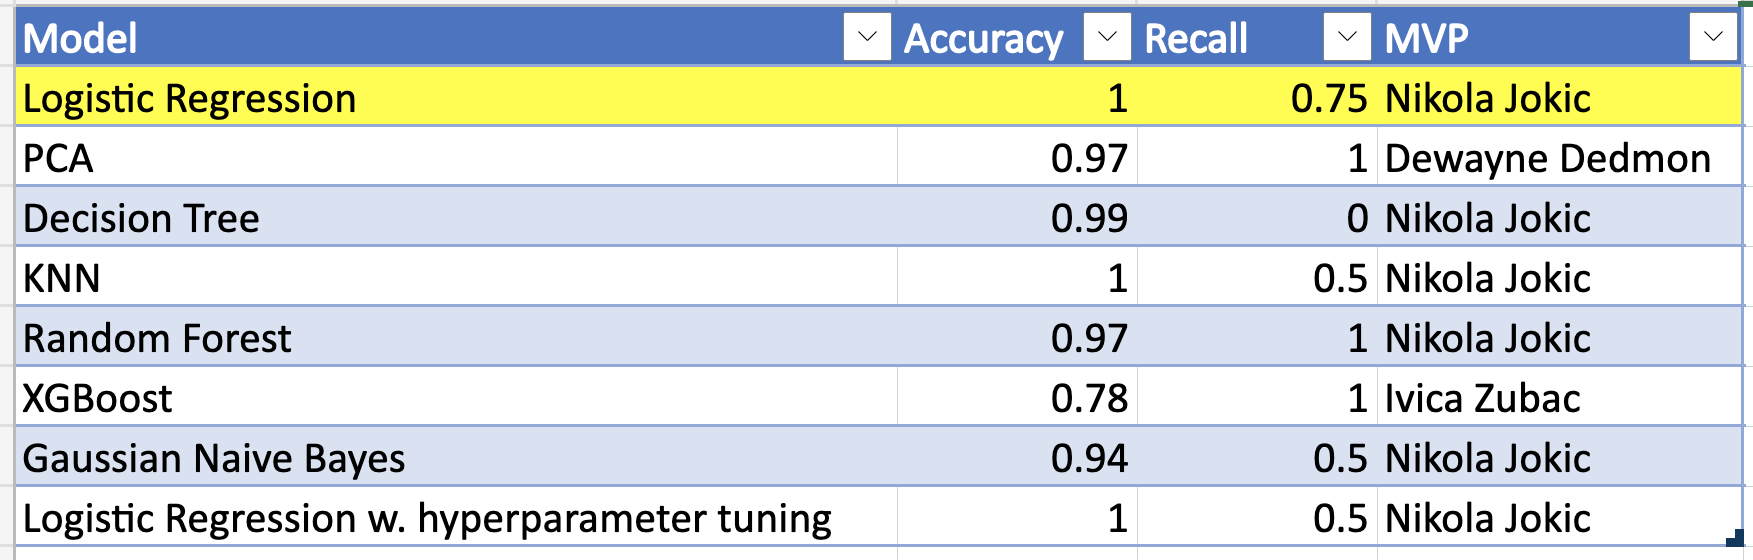 Model Accuracy Recall MVP
Logistic Regression 1 0.75 Nikola Jokic
PCA 0.97 1 Dewayne Dedmon
Decision Tree 0.99 0 Nikola Jokic
KNN 1 0.5 Nikola Jokic
Random Forest 0.97 1 Nikola Jokic
XGBoost 0.78 1 Ivica Zubac
Gaussian Naive Bayes 0.94 0.5 Nikola Jokic
Logistic Regression w. hyperparameter tuning 1 0.5 Nikola Jokic